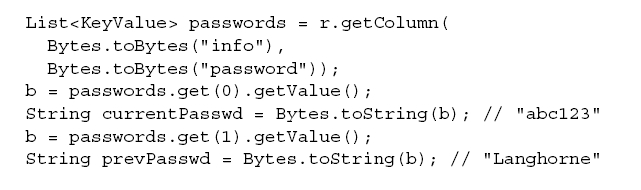 List<KeyValue> passwords = r.getColumn(
  Bytes.toBytes("info"),
  Bytes.toBytes("password"));
b = passwords.get(0).getValue();
String currentPasswd = Bytes.toString(b); // "abc123"
b = passwords.get(1).getValue();
String prevPasswd = Bytes.toString(b); // "Langhorne"